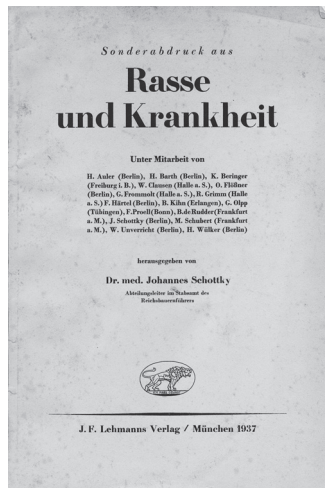 Sonderabdruck aus
Rasse
und Krankheit
Unter Mitarbeit von
H. Auler (Berlin), H. Barth (Berlin), K. Beringer
(Freiburg i. B.), W. Clausen (Halle a. S.), O. Flößner
(Berlin), G. Frommolt (Halle a. S.), R. Grimm (Halle
a. S.) F. Härtel (Berlin), B. Kihn (Erlangen), G. Olpp
(Tühingen), F. Proell (Bonn), B. de Rudder (Frankfurt
a. M.), J. Schottky (Berlin), M. Schubert (Frankfurt
a. M.), W. Unverricht (Berlin), H. Wülker (Berlin)
herausgegeben von
Dr. med. Johannes Schottky
Abteilungsleiter im Stabsamt des
Reichsbauernführers
J. F. Lehmanns Verlag / München 1937